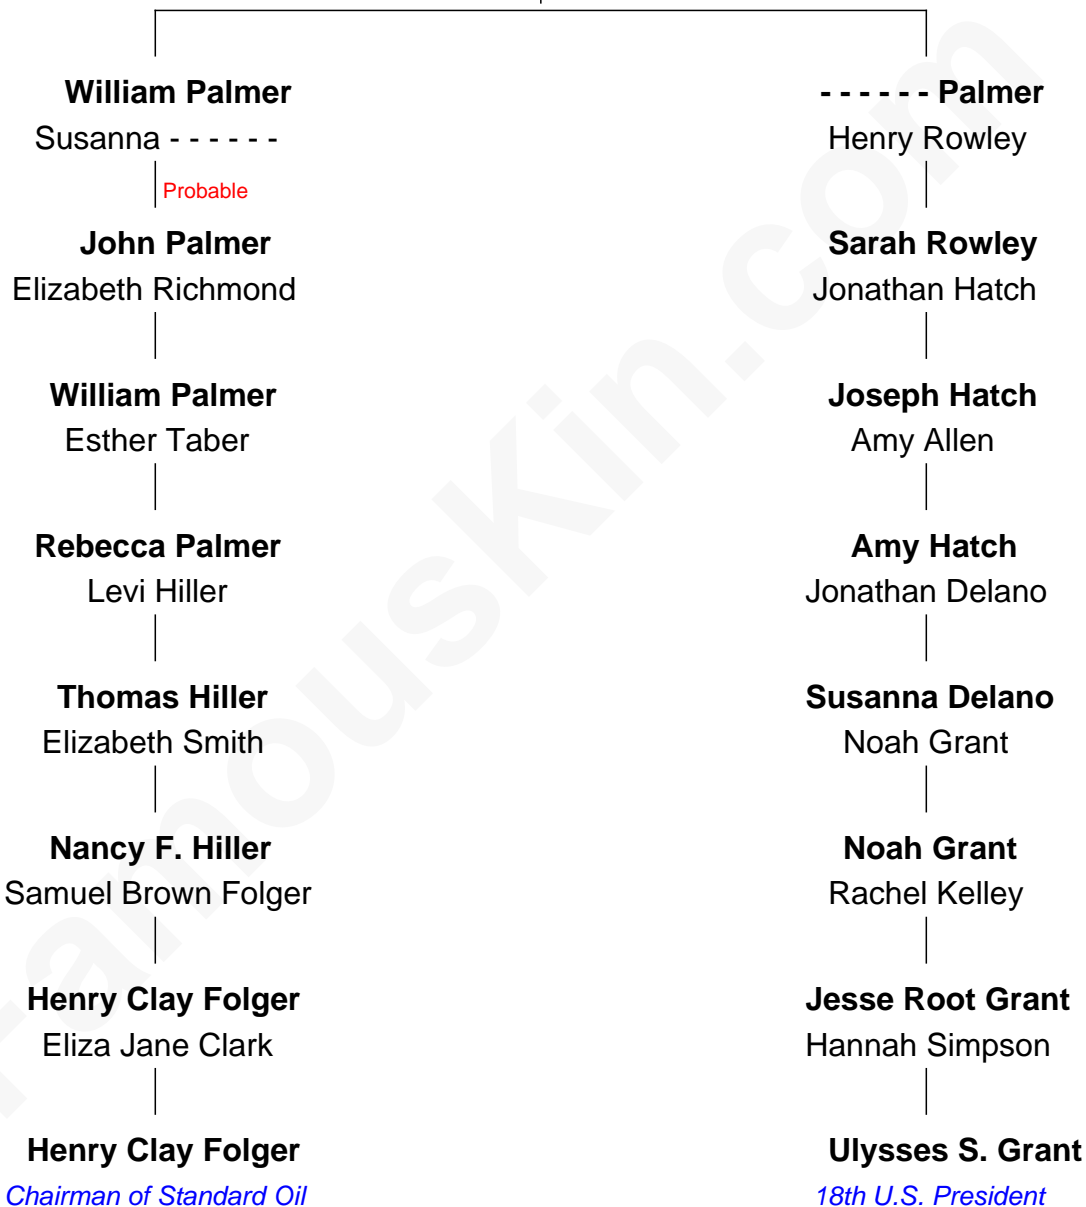 William Palmer
Susanna - - - - - -
Probable
John Palmer
Elizabeth Richmond
William Palmer
Esther Taber
Rebecca Palmer
Levi Hiller
Thomas Hiller
Elizabeth Smith
Nancy F. Hiller
Samuel Brown Folger
Henry Clay Folger
Eliza Jane Clark
Henry Clay Folger
Chairman of Standard Oil
- - - - - - Palmer
Henry Rowley
Sarah Rowley
Jonathan Hatch
Joseph Hatch
Amy Allen
Amy Hatch
Jonathan Delano
Susanna Delano
Noah Grant
Noah Grant
Rachel Kelley
Jesse Root Grant
Hannah Simpson
Ulysses S. Grant
18th U.S. President
FamousKin.com